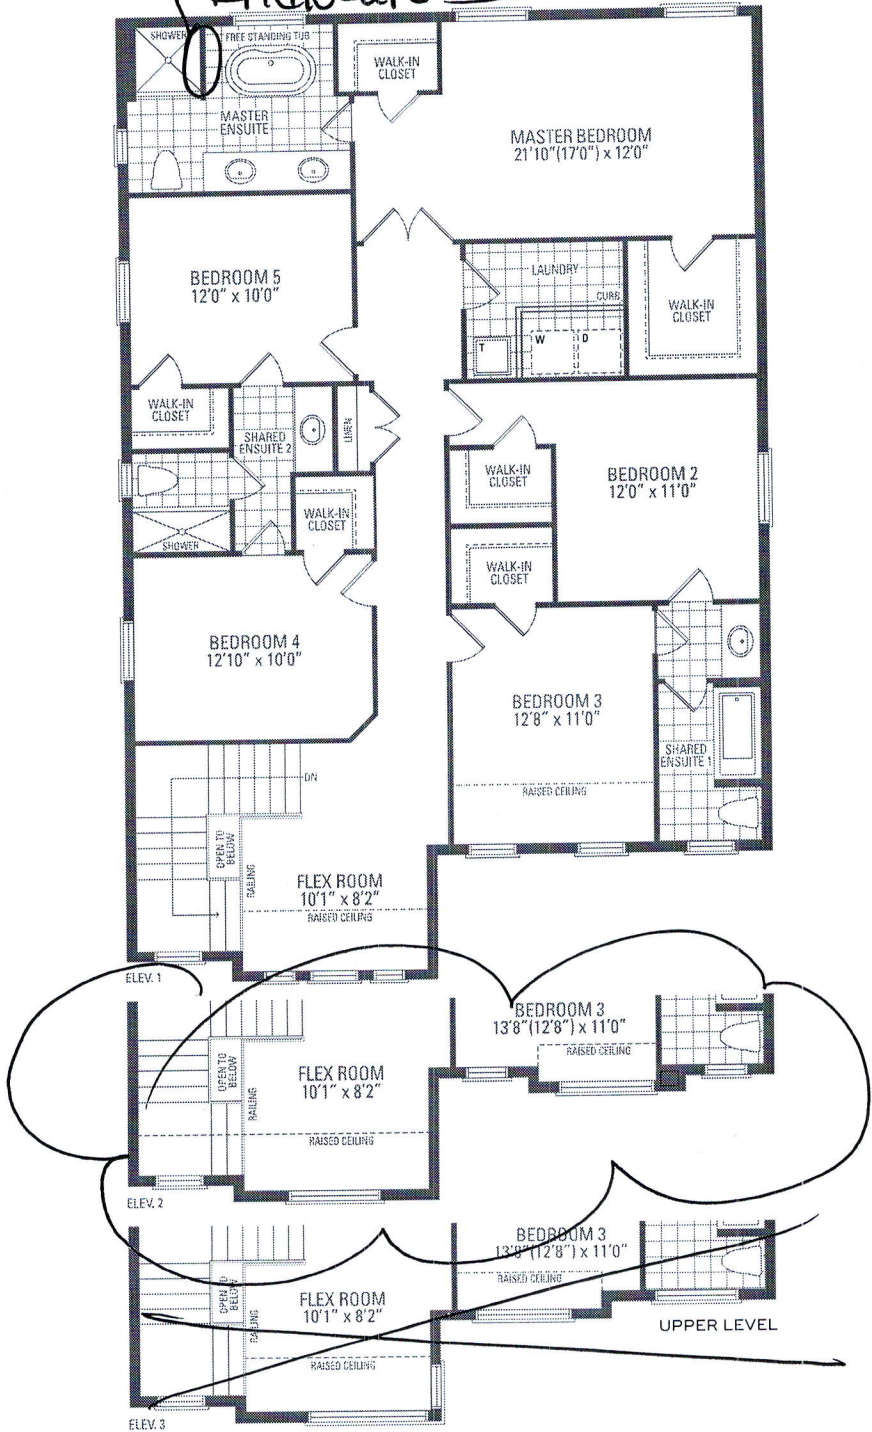 SHOWER
FREE STANDING TUB
WALK-IN
CLOSET
MASTER
ENSUITE
MASTER BEDROOM
21'10"(17'0") x 12'0"
BEDROOM 5
12'0" x 10'0"
LAUNDRY
CURB
T
W
D
WALK-IN
CLOSET
WALK-IN
CLOSET
SHARED
ENSUITE 2
LINEN
WALK-IN
CLOSET
BEDROOM 2
12'0" x 11'0"
WALK-IN
CLOSET
SHOWER
WALK-IN
CLOSET
BEDROOM 4
12'10" x 10'0"
BEDROOM 3
12'8" x 11'0"
SHARED
ENSUITE 1
DN
RAISED CEILING
OPEN TO
BELOW
RAILING
FLEX ROOM
10'1" x 8'2"
RAISED CEILING
ELEV. 1
BEDROOM 3
13'8"(12'8") x 11'0"
RAISED CEILING
OPEN TO
BELOW
RAILING
FLEX ROOM
10'1" x 8'2"
RAISED CEILING
ELEV. 2
BEDROOM 3
13'8"(12'8") x 11'0"
RAISED CEILING
OPEN TO
BELOW
RAILING
FLEX ROOM
10'1" x 8'2"
RAISED CEILING
UPPER LEVEL
ELEV. 3